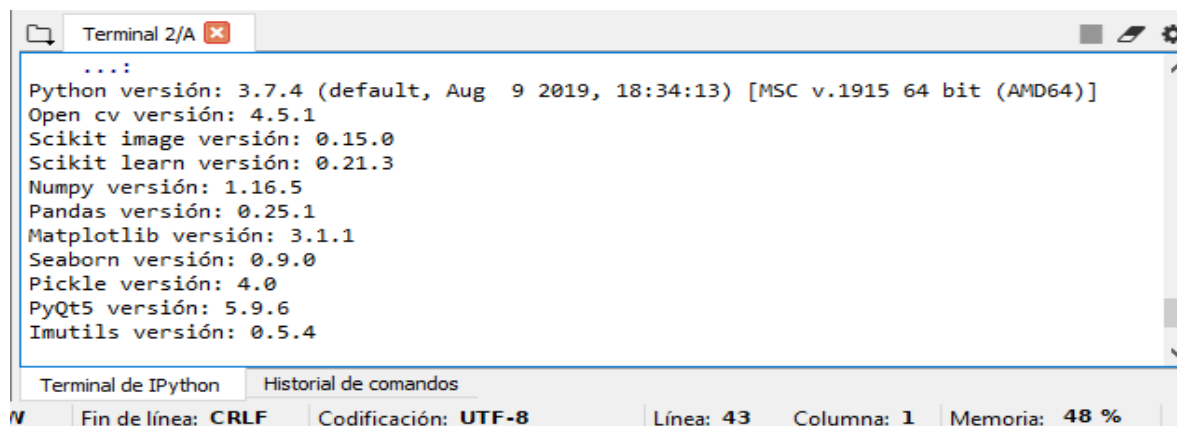 Terminal 2/A
...:
Python versión: 3.7.4 (default, Aug  9 2019, 18:34:13) [MSC v.1915 64 bit (AMD64)]
Open cv versión: 4.5.1
Scikit image versión: 0.15.0
Scikit learn versión: 0.21.3
Numpy versión: 1.16.5
Pandas versión: 0.25.1
Matplotlib versión: 3.1.1
Seaborn versión: 0.9.0
Pickle versión: 4.0
PyQt5 versión: 5.9.6
Imutils versión: 0.5.4
Terminal de IPython Historial de comandos
W Fin de línea: CRLF Codificación: UTF-8 Línea: 43 Columna: 1 Memoria: 48 %